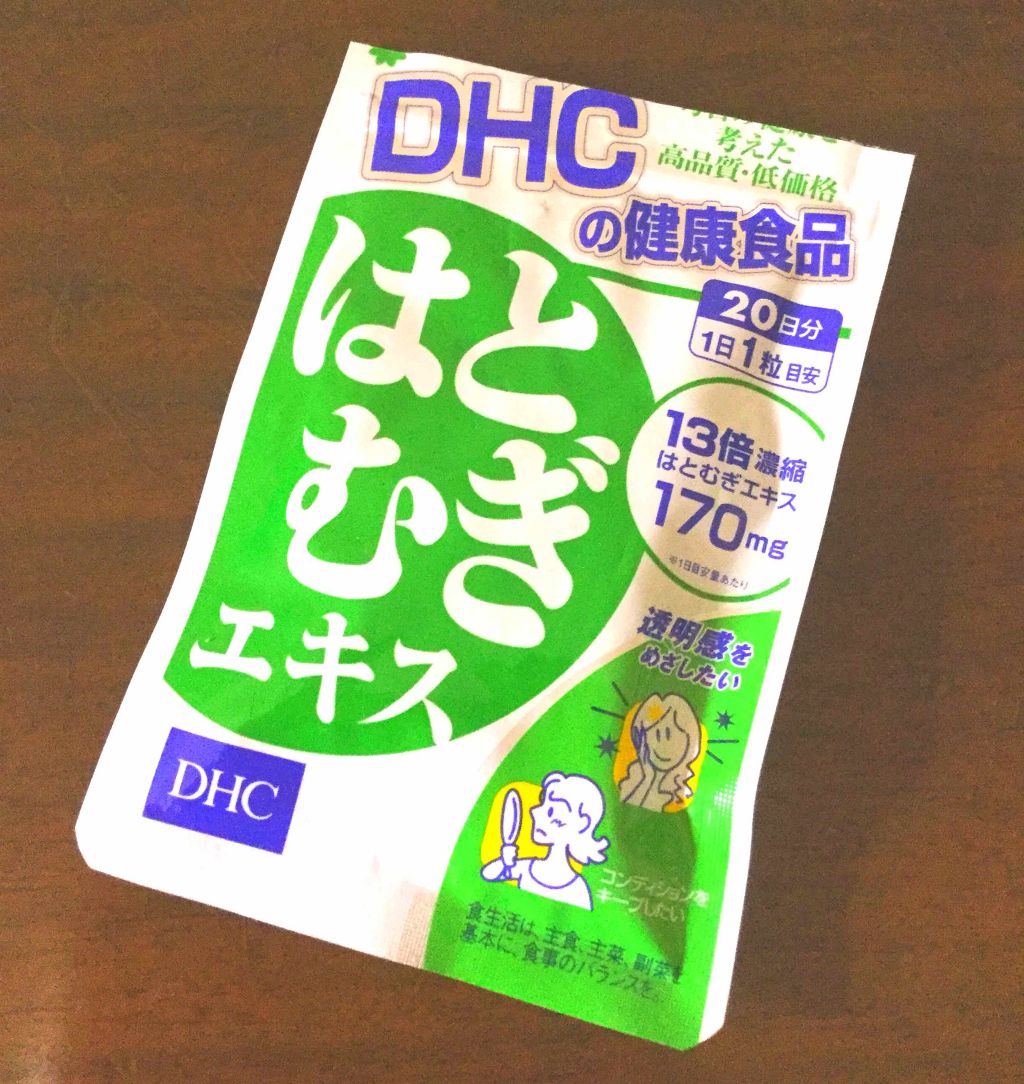 DHC
考えた
高品質・低価格
の健康食品
20日分
1日1粒目安
はとむぎ
エキス
13倍濃縮
はとむぎエキス
170mg
※1日目安量あたり
透明感を
めざしたい
コンディションを
キープしたい
DHC
食生活は、主食、主菜、副菜を
基本に、食事のバランスを。